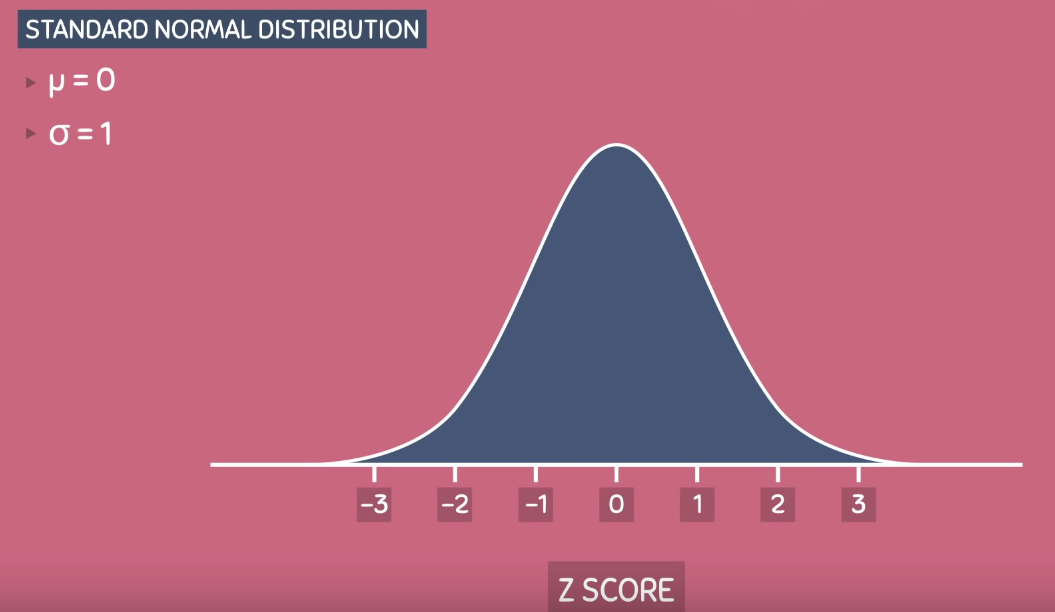 STANDARD NORMAL DISTRIBUTION
▸ μ = 0
▸ σ = 1
–3 –2 –1 0 1 2 3
Z SCORE